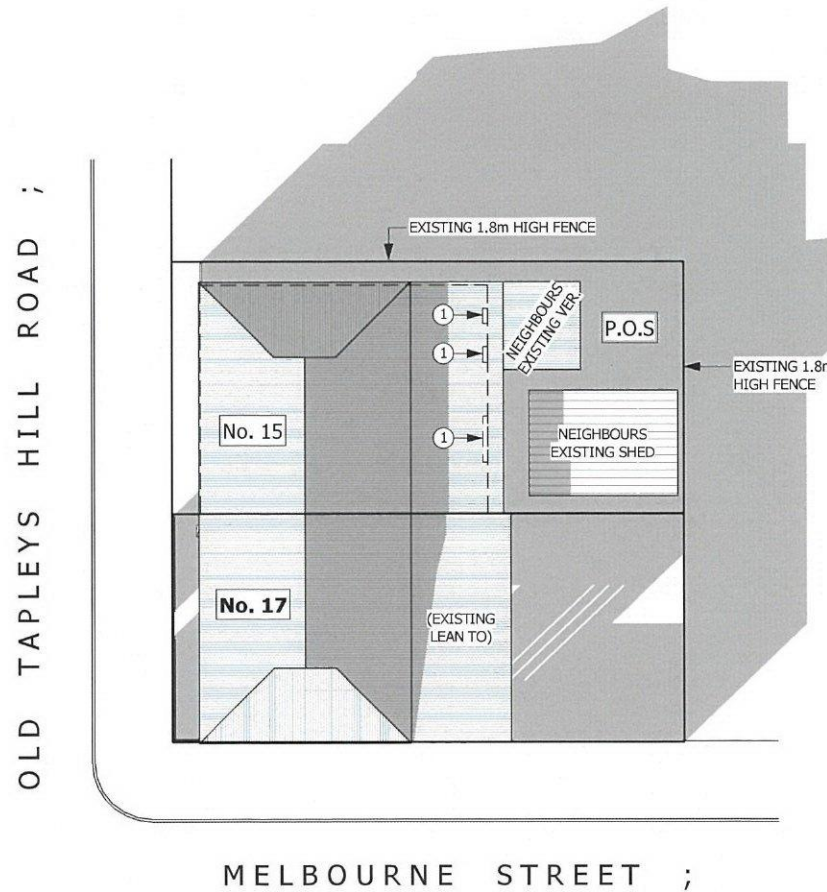 OLD TAPLEYS HILL ROAD ;
EXISTING 1.8m HIGH FENCE
1
NEIGHBOURS
EXISTING VER.
P.O.S
1
EXISTING 1.8m
HIGH FENCE
No. 15
1
NEIGHBOURS
EXISTING SHED
No. 17
(EXISTING
LEAN TO)
MELBOURNE STREET ;